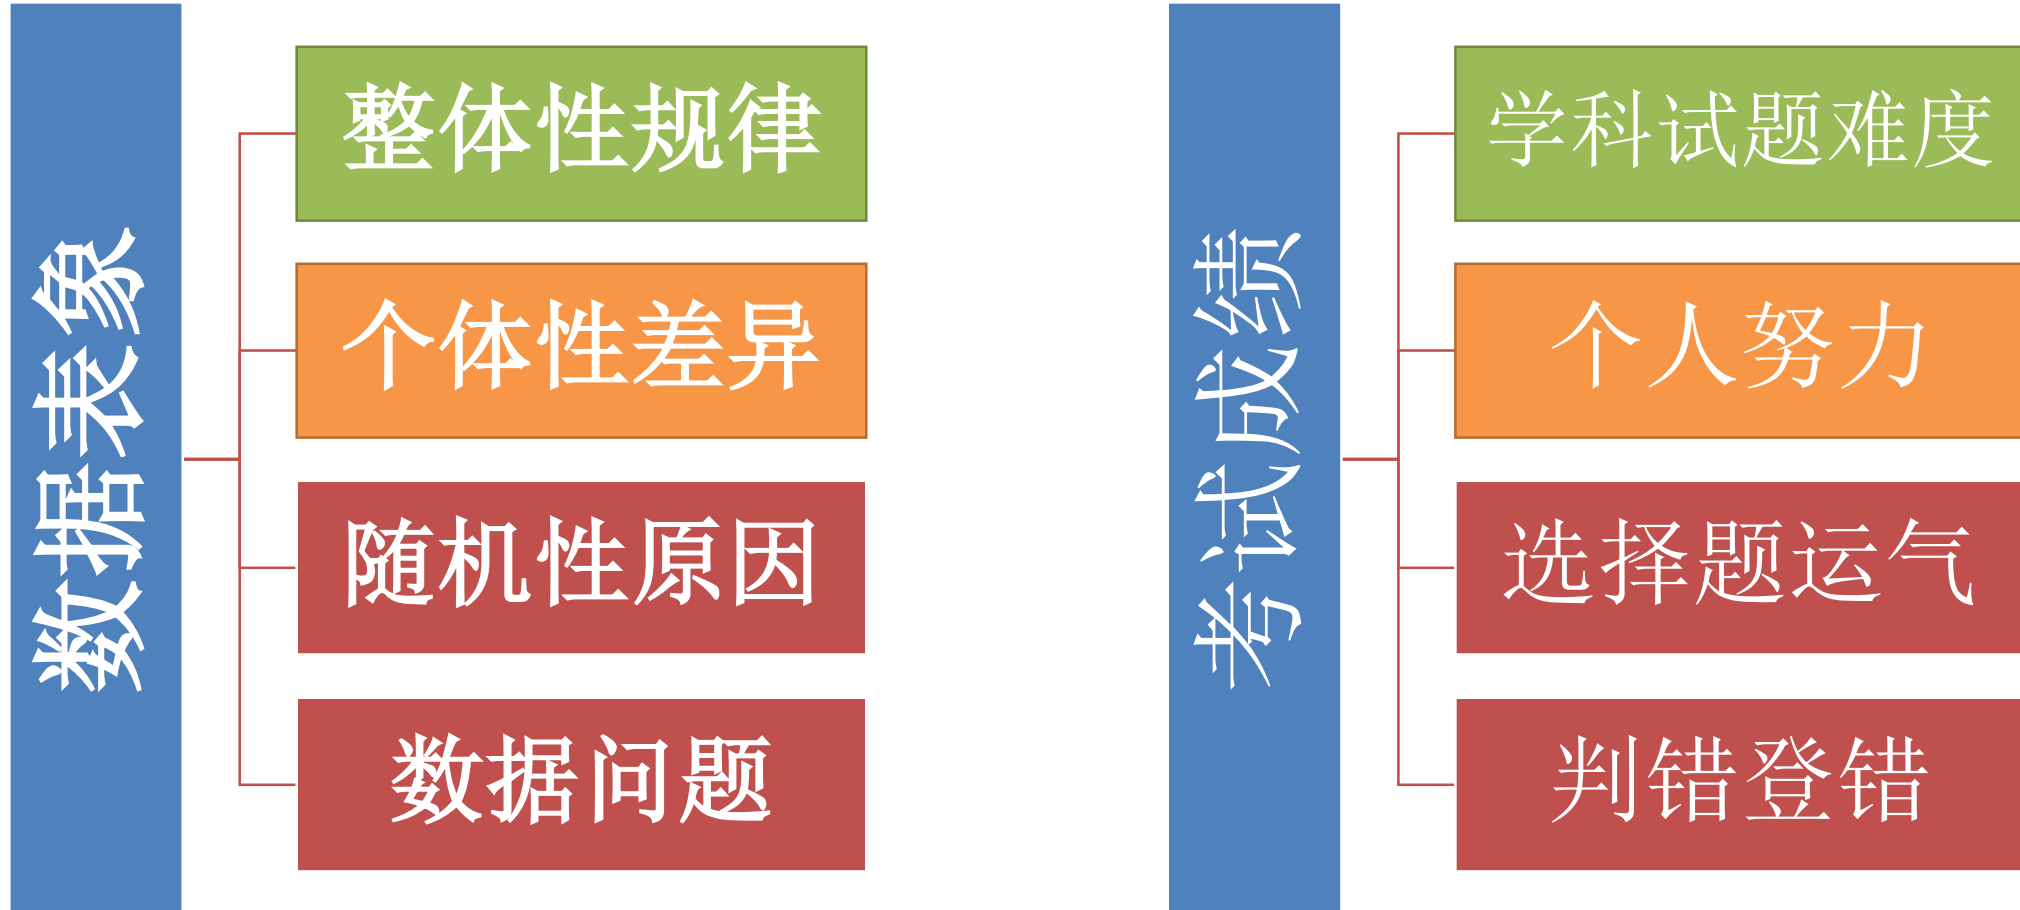 数据表象
整体性规律
个体性差异
随机性原因
数据问题
考试成绩
学科试题难度
个人努力
选择题运气
判错登错